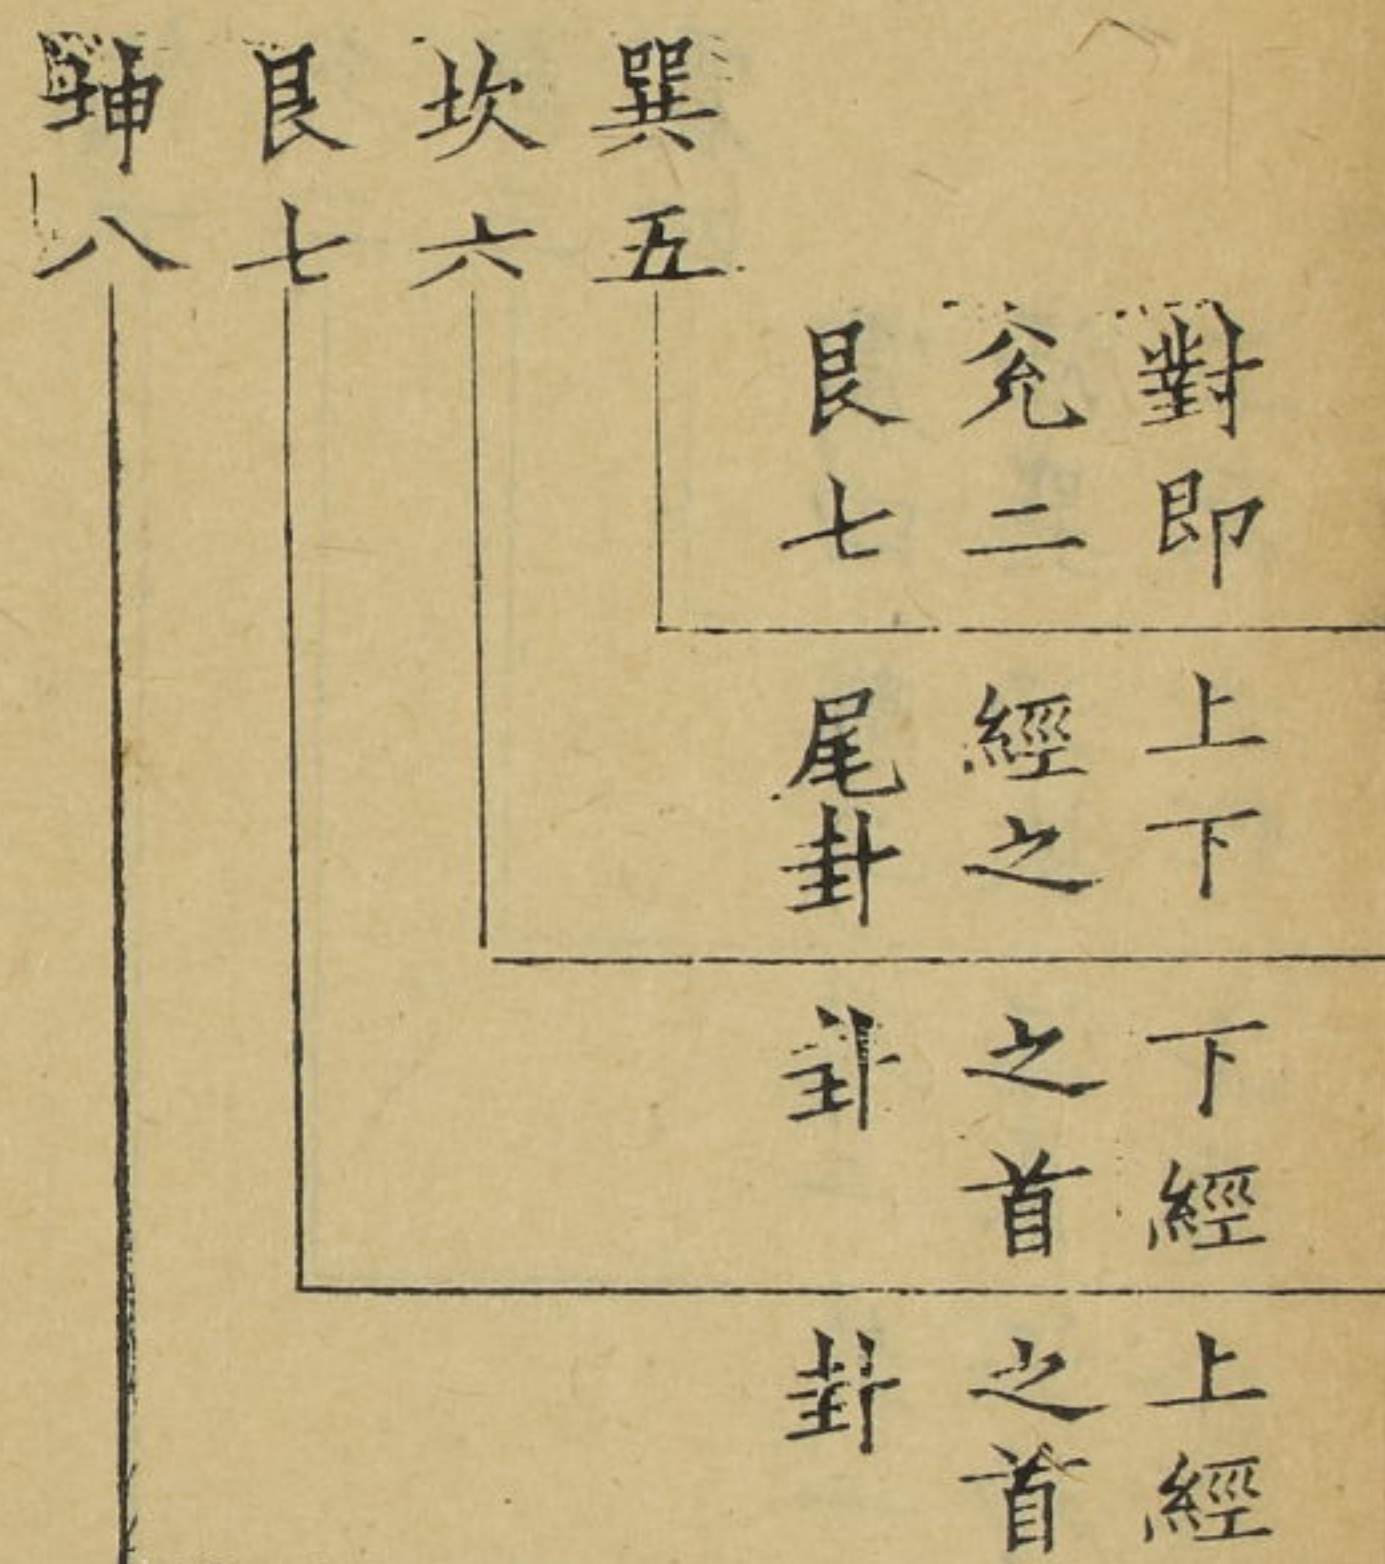 對即
兊二
艮七
上下
經之
尾卦
下經
之首
卦
上經
之首
卦
巽五
坎六
艮七
坤八